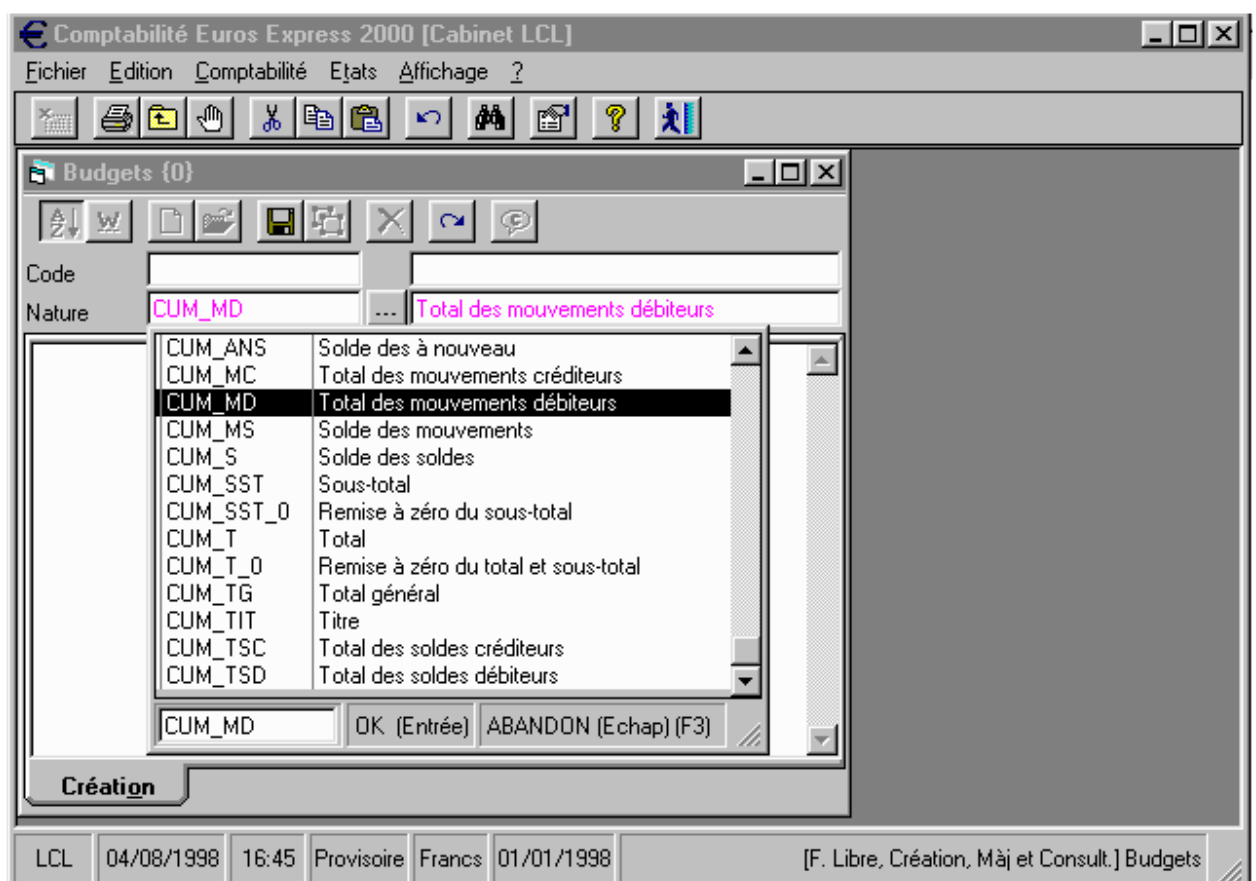 Comptabilité Euros Express 2000 [Cabinet LCL]
Fichier Edition Comptabilité Etats Affichage ?
Budgets {0}
Code
Nature CUM_MD ... Total des mouvements débiteurs
CUM_ANS Solde des à nouveau
CUM_MC Total des mouvements créditeurs
CUM_MD Total des mouvements débiteurs
CUM_MS Solde des mouvements
CUM_S Solde des soldes
CUM_SST Sous-total
CUM_SST_0 Remise à zéro du sous-total
CUM_T Total
CUM_T_0 Remise à zéro du total et sous-total
CUM_TG Total général
CUM_TIT Titre
CUM_TSC Total des soldes créditeurs
CUM_TSD Total des soldes débiteurs
CUM_MD OK (Entrée) ABANDON (Echap) (F3)
Création
LCL 04/08/1998 16:45 Provisoire Francs 01/01/1998 [F. Libre, Création, Màj et Consult.] Budgets